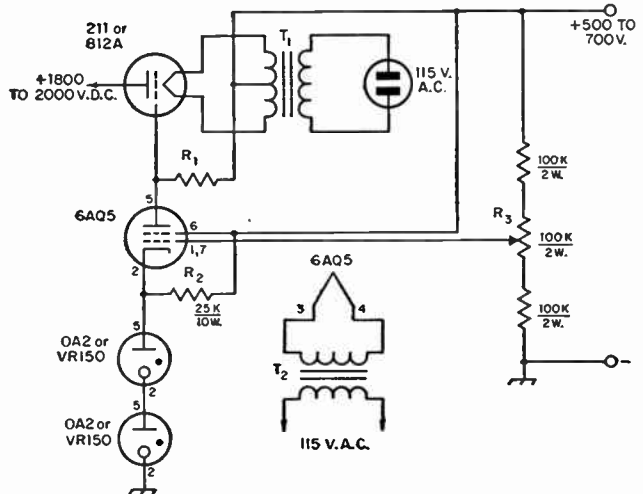 211 or
812A
+1800
TO 2000 V.D.C.
T1
115 V.
A.C.
+500 TO
700V.
R1
5
6AQ5
6
1,7
2
R2
25K
10W.
100K
2W.
R3
100K
2W.
100K
2W.
6AQ5
3
4
T2
115 V. A.C.
5
OA2 or
VR150
2
5
OA2 or
VR150
2
-